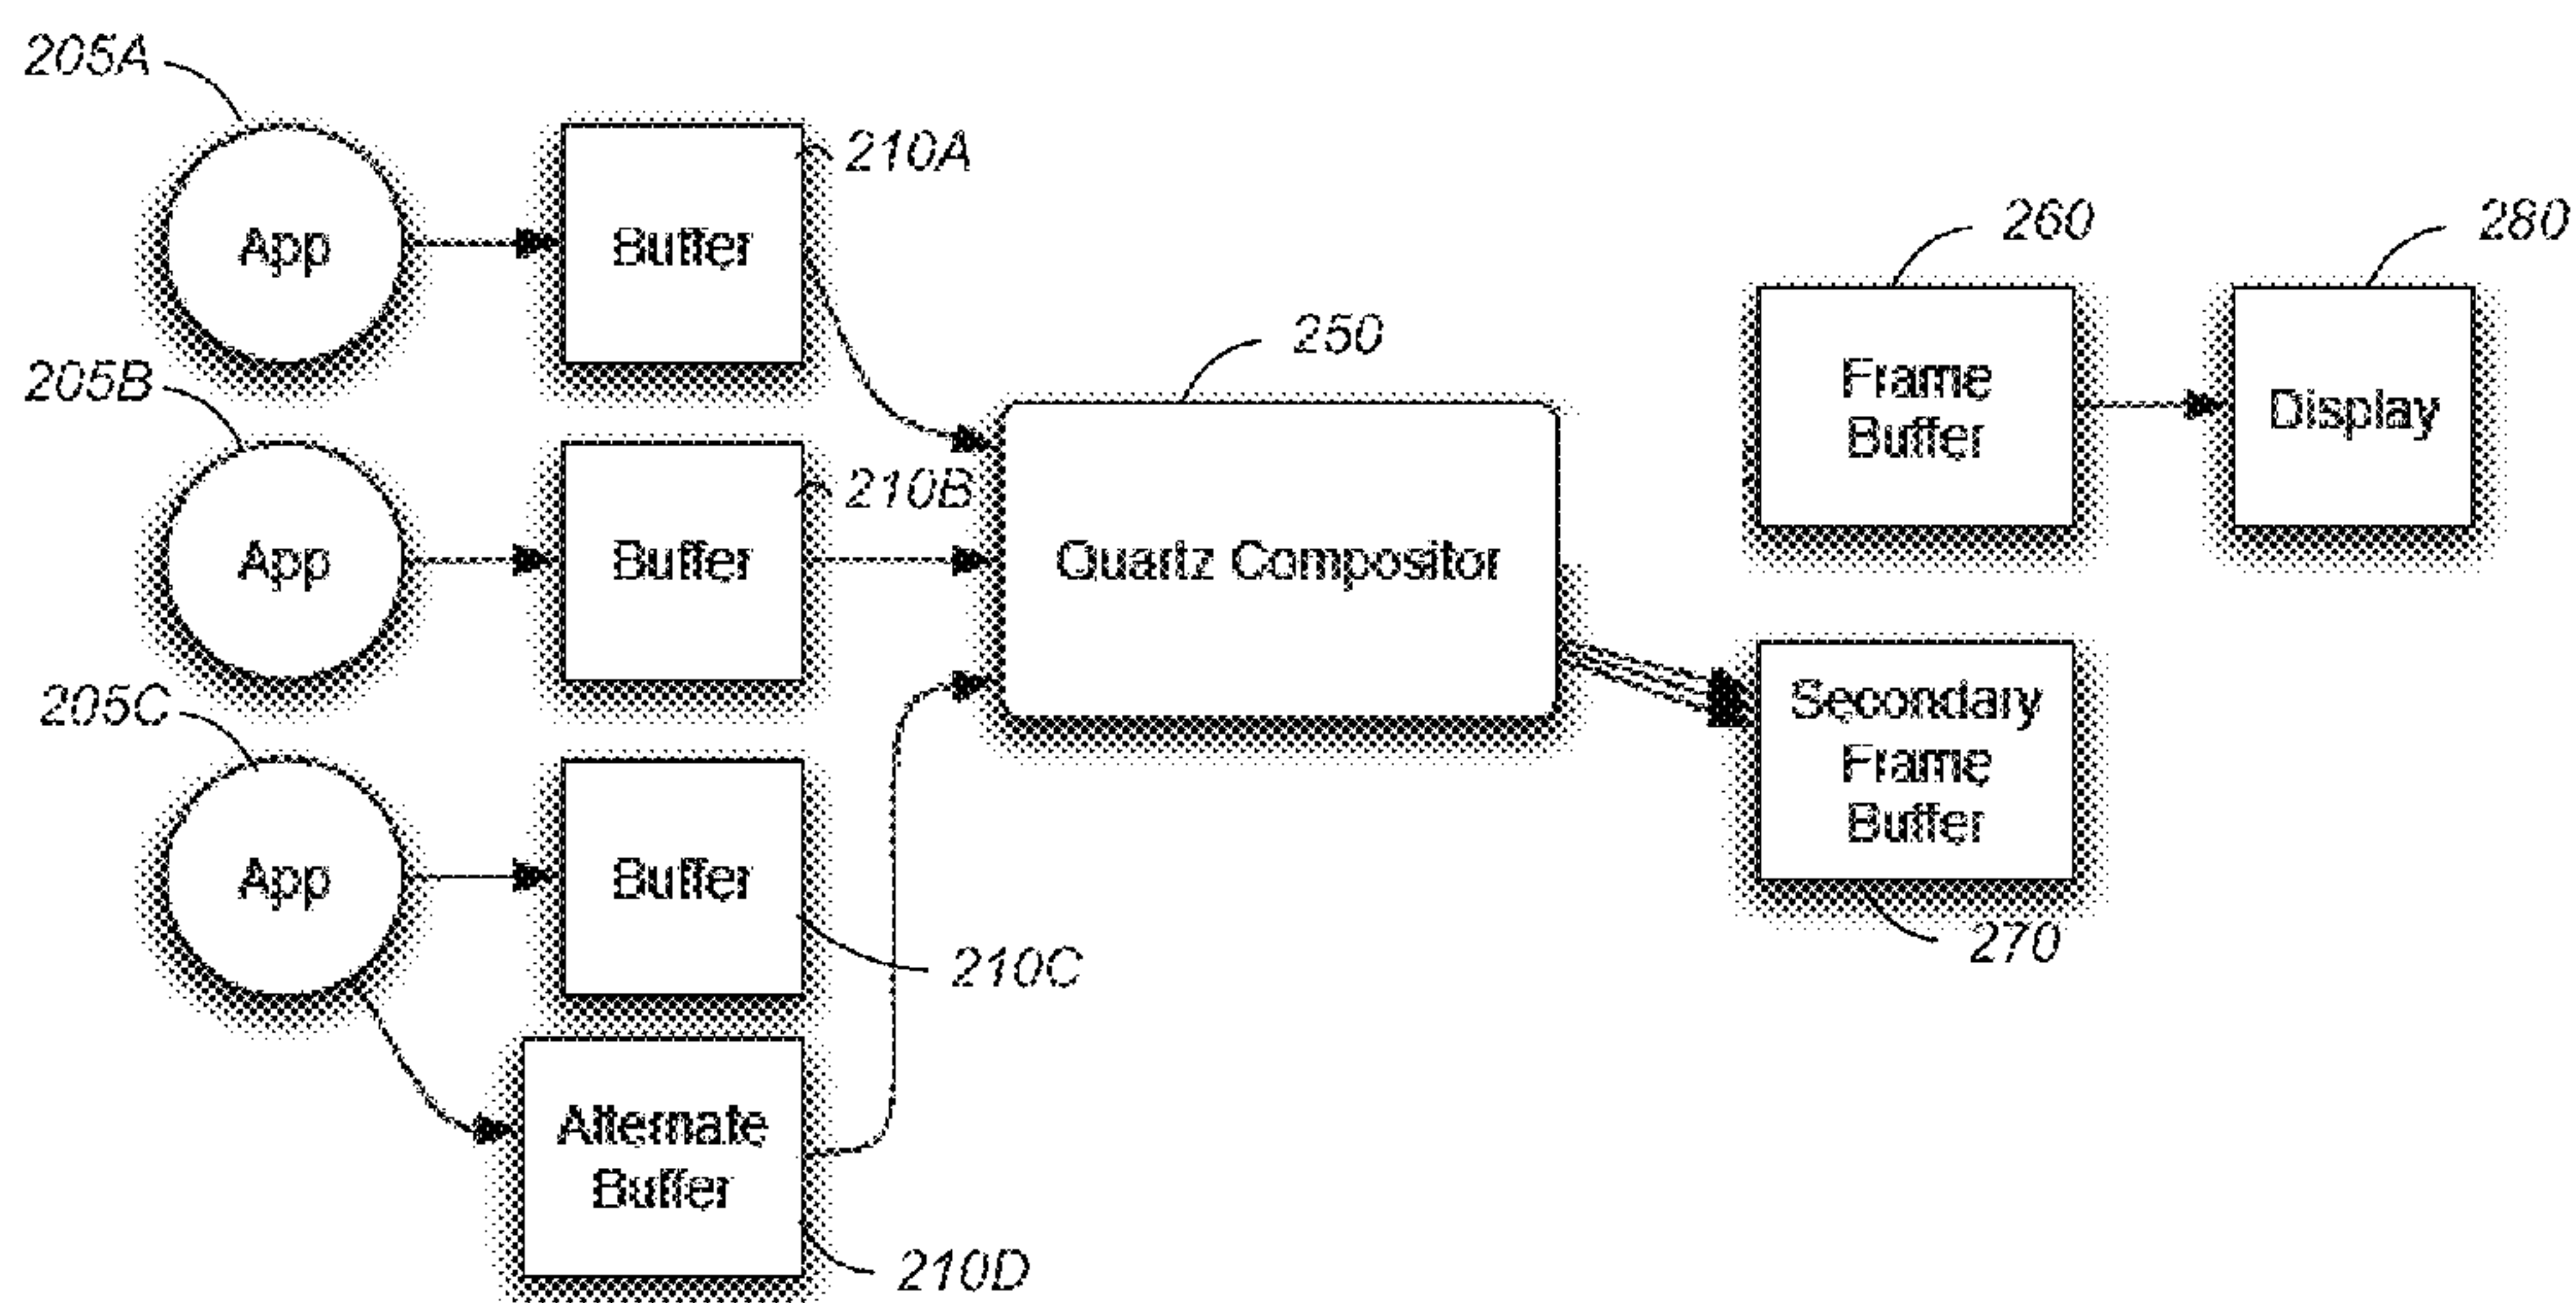 205A
App
Buffer
210A
205B
App
Buffer
210B
205C
App
Buffer
210C
Alternate
Buffer
210D
250
Quartz Compositor
260
Frame
Buffer
280
Display
Secondary
Frame
Buffer
270